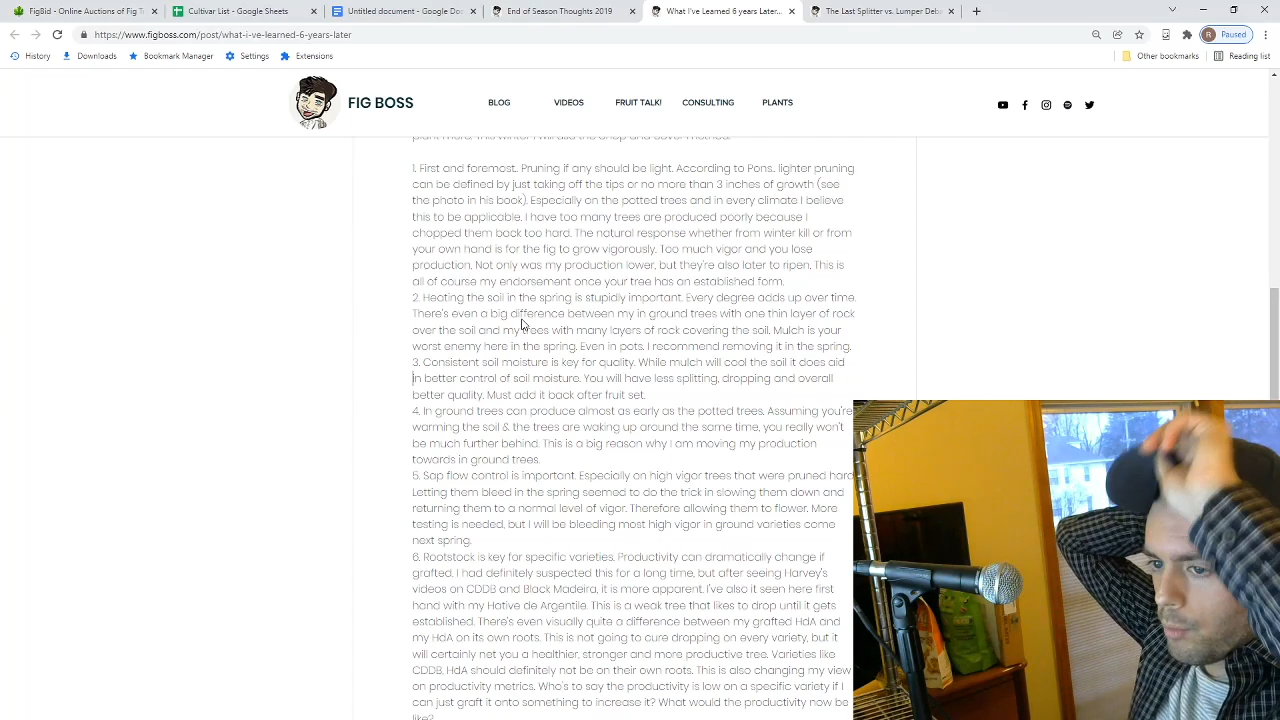 FigBid - Online Auctions of Fig T
Cultivar List - Google Sheets
Untitled document - Google Docs
End of Season Thoughts 2019
What I've Learned 6 years Later...
The Last Splitter vs. Lumper Deb
https://www.figboss.com/post/what-i-ve-learned-6-years-later
R Paused
History
Downloads
Bookmark Manager
Settings
Extensions
Other bookmarks
Reading list
FIG BOSS
BLOG
VIDEOS
FRUIT TALK!
CONSULTING
PLANTS
1. First and foremost.. Pruning if any should be light. According to Pons.. lighter pruning
can be defined by just taking off the tips or no more than 3 inches of growth (see
the photo in his back). Especially on the potted trees and in every climate I believe
this to be applicable. I have too many trees are produced poorly because I
chopped them back too hard. The natural response whether from winter kill or from
your own hand is for the fig to grow vigorously. Too much vigor and you lose
production. Not only was my production lower, but they're also later to ripen. This is
all of course my endorsement once your tree has an established form.
2. Heating the soil in the spring is stupidly important. Every degree adds up over time.
There's even a big difference between my in ground trees with one thin layer of rock
over the soil and my trees with many layers of rock covering the soil. Mulch is your
worst enemy here in the spring. Even in pots. I recommend removing it in the spring.
3. Consistent soil moisture is key for quality. While mulch will cool the soil it does aid
in better control of soil moisture. You will have less splitting, dropping and overall
better quality. Must add it back after fruit set.
4. In ground trees can produce almost as early as the potted trees. Assuming you're
warming the soil & the trees are waking up around the same time, you really won't
be much further behind. This is a big reason why I am moving my production
towards in ground trees.
5. Sap flow control is important. Especially on high vigor trees that were pruned hard
Letting them bleed in the spring seemed to do the trick in slowing them down and
returning them to a normal level of vigor. Therefore allowing them to flower. More
testing is needed, but I will be bleeding most high vigor in ground varieties come
next spring.
6. Rootstock is key for specific varieties. Productivity can dramatically change if
grafted. I had definitely suspected this for a long time, but after seeing Harvey's
videos on CDDB and Black Madeira, it is more apparent. I've also it seen here first
hand with my Hative de Argentile. This is a weak tree that likes to drop until it gets
established. There's even visually quite a difference between my grafted HdA and
my HdA on its own roots. This is not going to cure dropping on every variety, but it
will certainly net you a healthier, stronger and more productive tree. Varieties like
CDDB, HdA should definitely not be on their own roots. This is also changing my view
on productivity metrics. Who's to say the productivity is low on a specific variety if I
can just graft it onto something to increase it? What would the productivity now be
like?